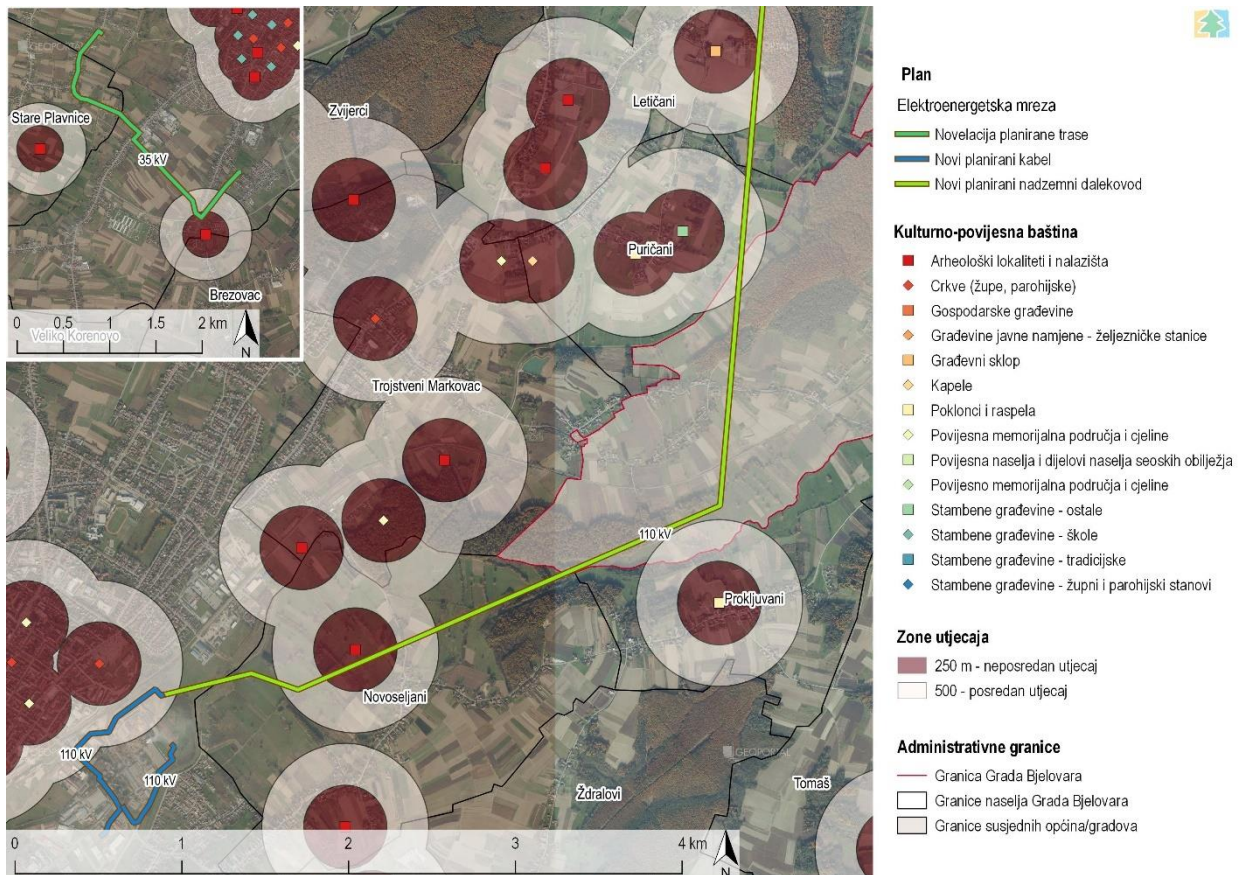 GEOPORTAL
Stare Plavnice
35 kV
Brezovac
0 0.5 1 1.5 2 km
Veliko Korenovo
N
Zvijerci
Letičani
Puričani
Trojstveni Markovac
110 kV
Prokljuvani
Novoseljani
110 kV
110 kV
GEOPORTAL
GEOPORTAL
Ždralovi
Tomaš
0 1 2 3 4 km
N
Plan
Elektroenergetska mreza
Novelacija planirane trase
Novi planirani kabel
Novi planirani nadzemni dalekovod
Kulturno-povijesna baština
Arheološki lokaliteti i nalazišta
Crkve (župe, parohijske)
Gospodarske građevine
Građevine javne namjene - željezničke stanice
Građevni sklop
Kapele
Poklonci i raspela
Povijesna memorijalna područja i cjeline
Povijesna naselja i dijelovi naselja seoskih obilježja
Povijesno memorijalna područja i cjeline
Stambene građevine - ostale
Stambene građevine - škole
Stambene građevine - tradicijske
Stambene građevine - župni i parohijski stanovi
Zone utjecaja
250 m - neposredan utjecaj
500 - posredan utjecaj
Administrativne granice
Granica Grada Bjelovara
Granice naselja Grada Bjelovara
Granice susjednih općina/gradova